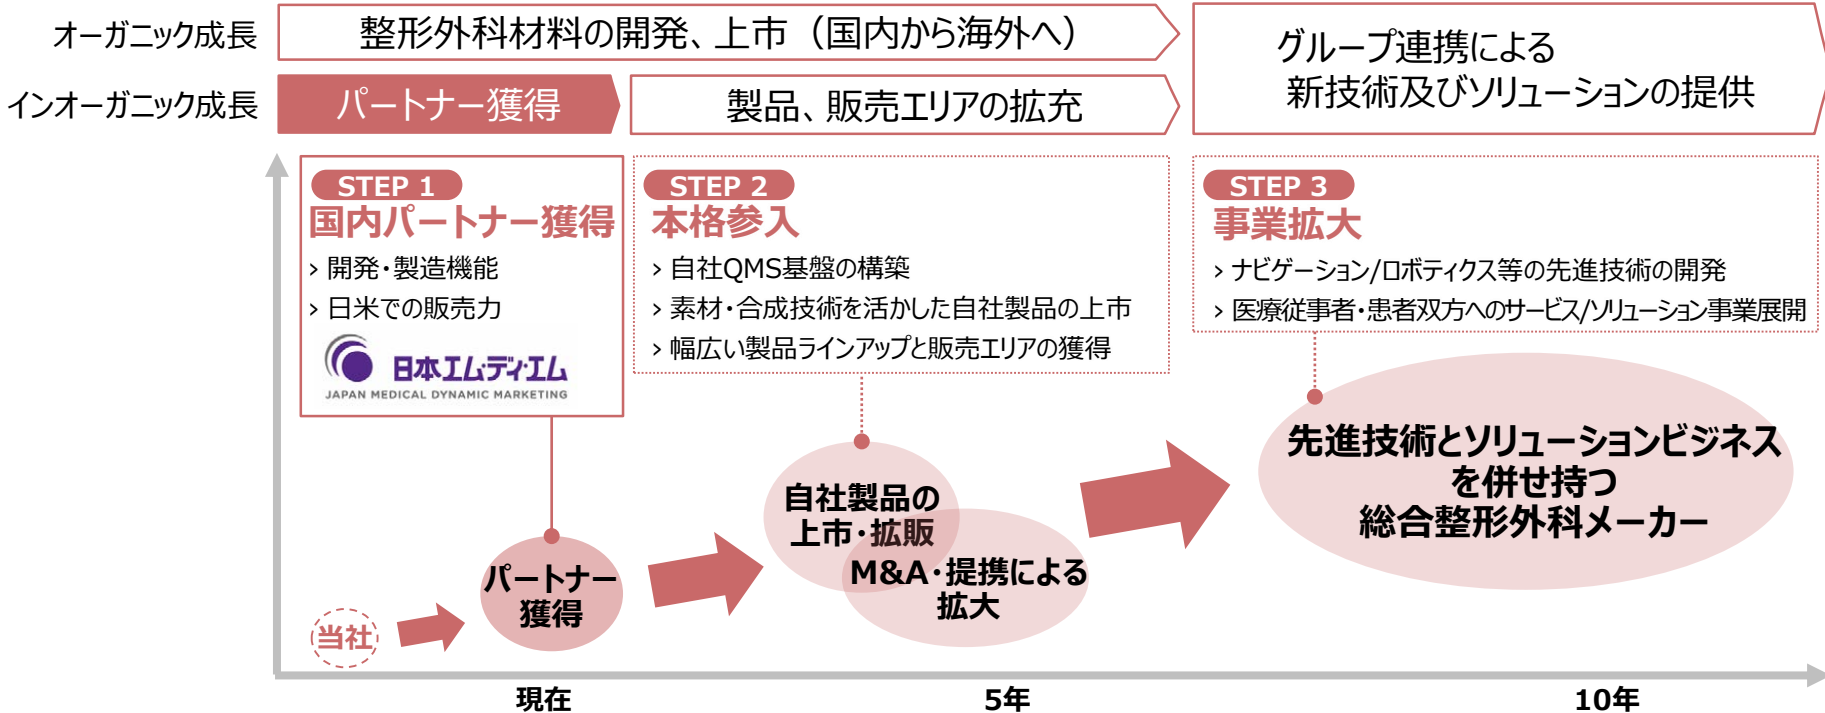 オーガニック成長
整形外科材料の開発、上市（国内から海外へ）
グループ連携による
新技術及びソリューションの提供
インオーガニック成長
パートナー獲得
製品、販売エリアの拡充
STEP 1
国内パートナー獲得
› 開発・製造機能
› 日米での販売力
日本エム・ディ・エム
JAPAN MEDICAL DYNAMIC MARKETING
STEP 2
本格参入
› 自社QMS基盤の構築
› 素材・合成技術を活かした自社製品の上市
› 幅広い製品ラインアップと販売エリアの獲得
STEP 3
事業拡大
› ナビゲーション/ロボティクス等の先進技術の開発
› 医療従事者・患者双方へのサービス/ソリューション事業展開
当社
パートナー
獲得
自社製品の
上市・拡販
M&A・提携による
拡大
先進技術とソリューションビジネス
を併せ持つ
総合整形外科メーカー
現在
5年
10年